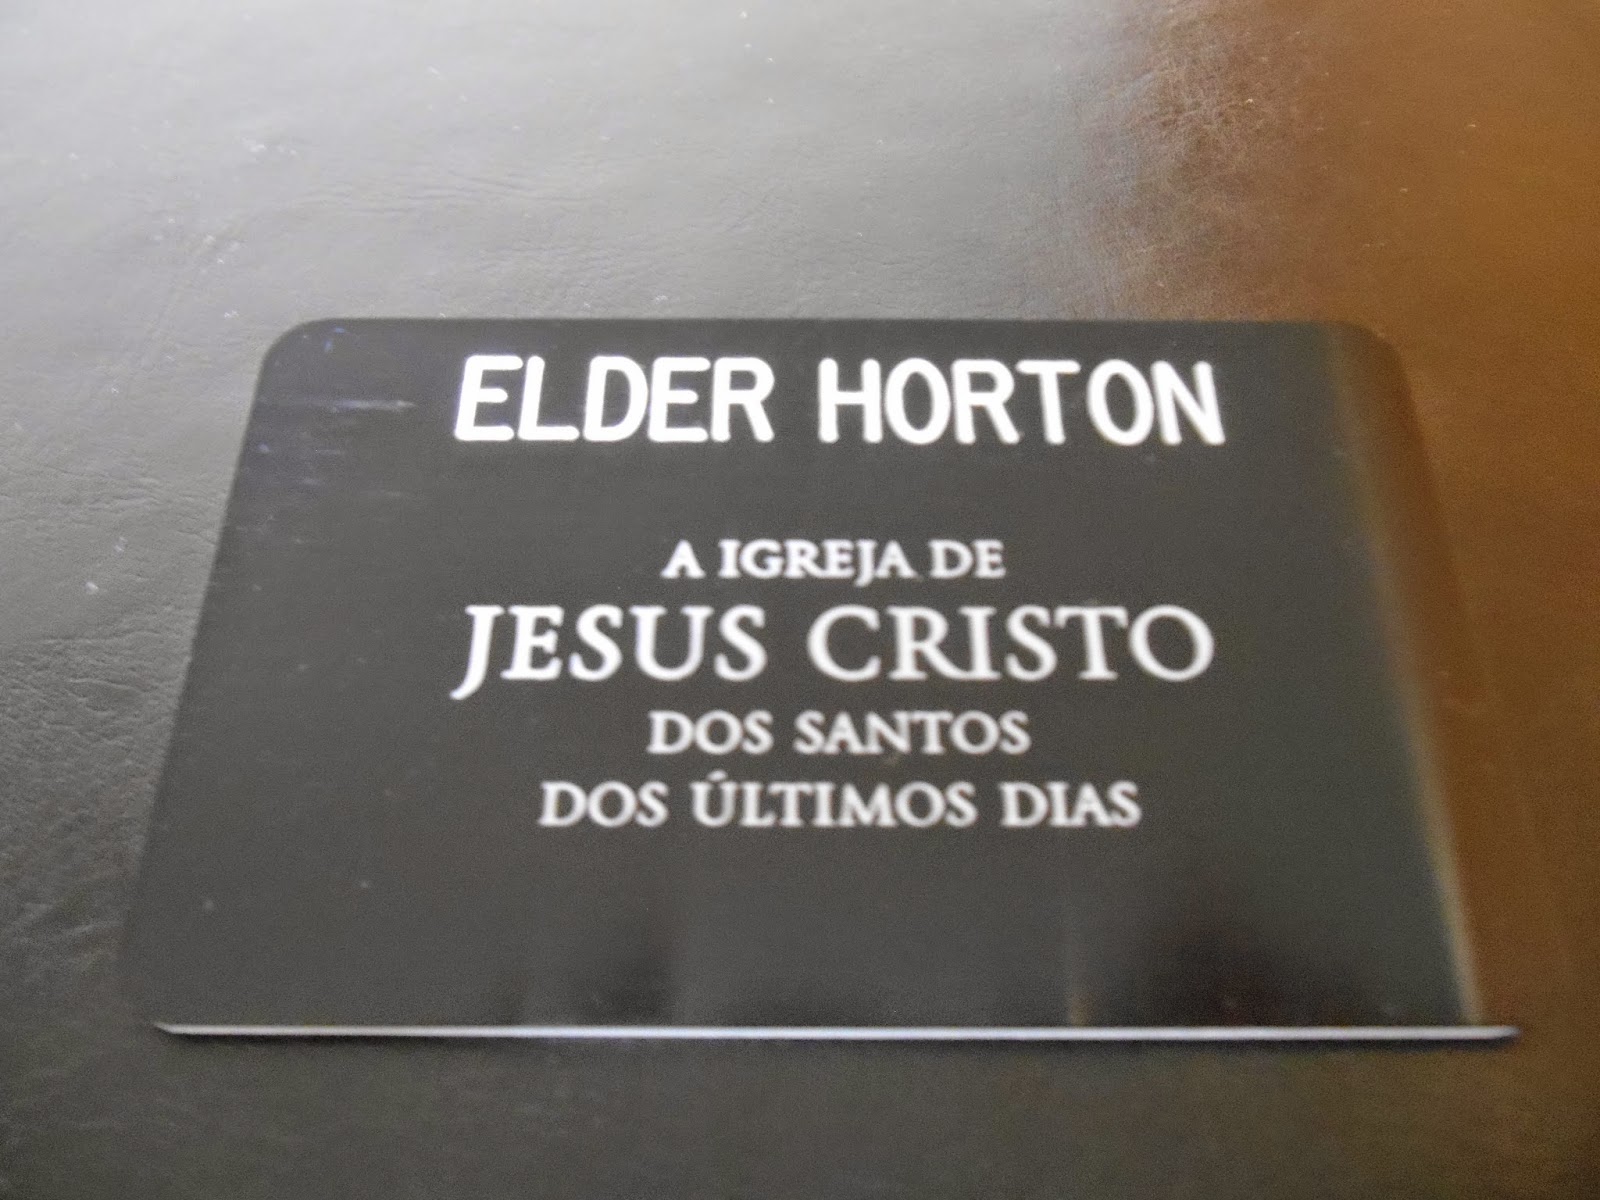 ELDER HORTON
A IGREJA DE
JESUS CRISTO
DOS SANTOS
DOS ÚLTIMOS DIAS